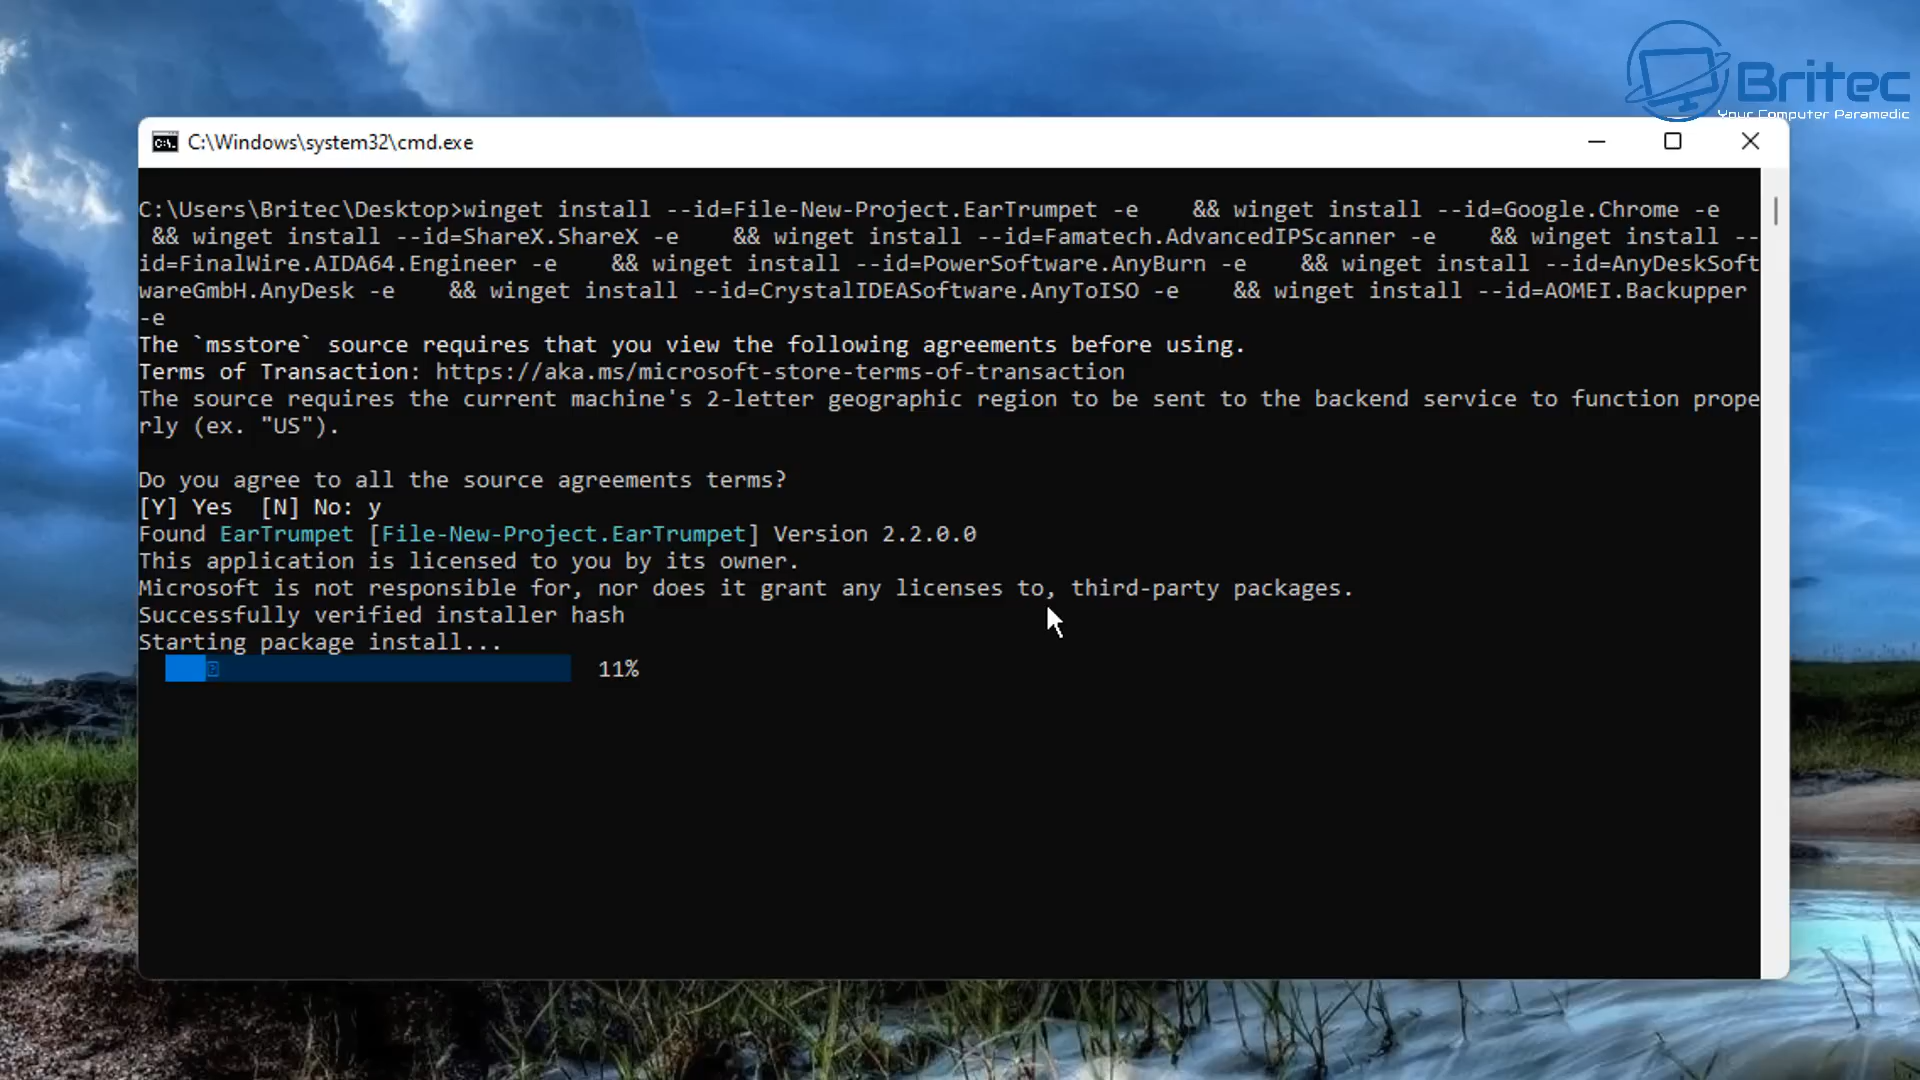 Britec
Your Computer Paramedic
C:\Windows\system32\cmd.exe
C:\Users\Britec\Desktop>winget install --id=File-New-Project.EarTrumpet -e    && winget install --id=Google.Chrome -e
 && winget install --id=ShareX.ShareX -e    && winget install --id=Famatech.AdvancedIPScanner -e    && winget install --
id=FinalWire.AIDA64.Engineer -e    && winget install --id=PowerSoftware.AnyBurn -e    && winget install --id=AnyDeskSoft
wareGmbH.AnyDesk -e    && winget install --id=CrystalIDEASoftware.AnyToISO -e    && winget install --id=AOMEI.Backupper
-e
The `msstore` source requires that you view the following agreements before using.
Terms of Transaction: https://aka.ms/microsoft-store-terms-of-transaction
The source requires the current machine's 2-letter geographic region to be sent to the backend service to function prope
rly (ex. "US").
Do you agree to all the source agreements terms?
[Y] Yes  [N] No: y
Found EarTrumpet [File-New-Project.EarTrumpet] Version 2.2.0.0
This application is licensed to you by its owner.
Microsoft is not responsible for, nor does it grant any licenses to, third-party packages.
Successfully verified installer hash
Starting package install...
11%